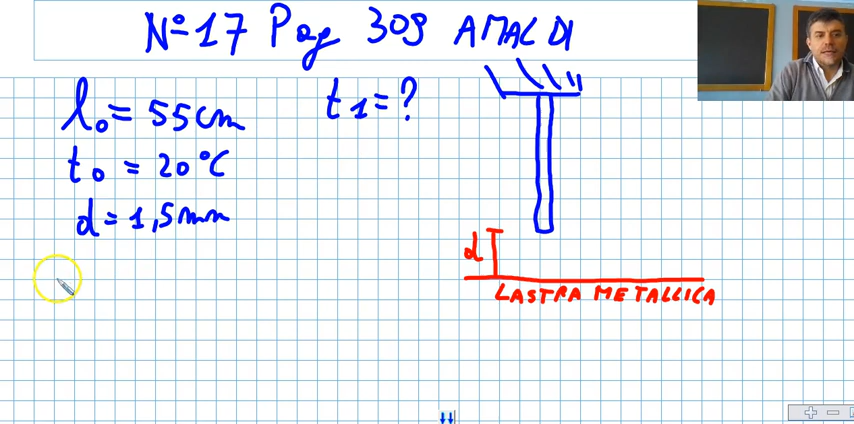 N° 17 Pag 309 AMALDI
l₀ = 55 cm
t₁ = ?
t₀ = 20°C
d = 1,5 mm
d
LASTRA METALLICA